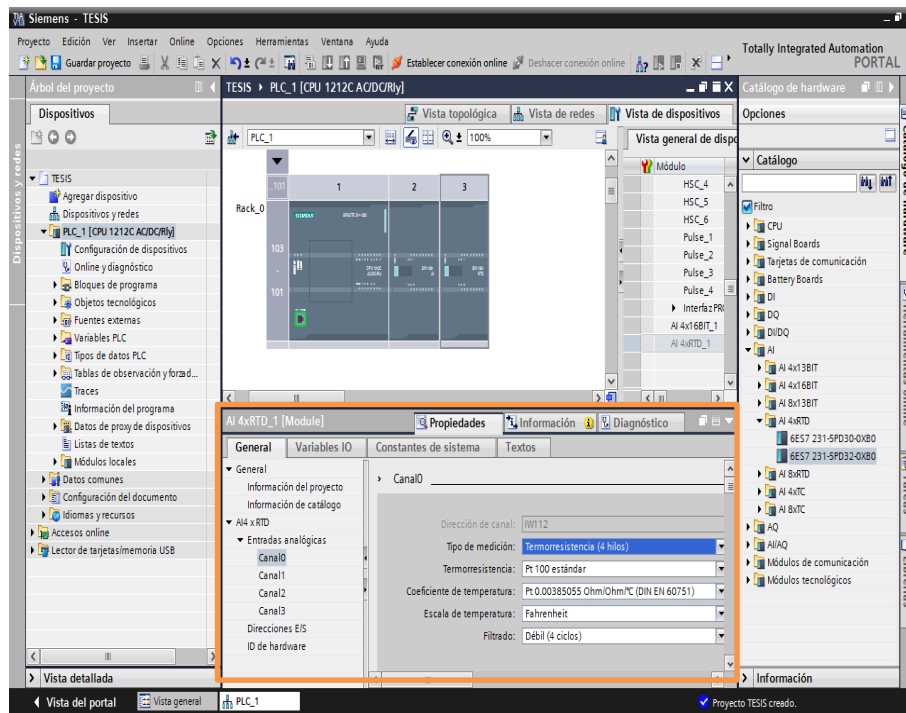 Siemens - TESIS
Proyecto Edición Ver Insertar Online Opciones Herramientas Ventana Ayuda
Guardar proyecto
Establecer conexión online
Deshacer conexión online
Totally Integrated Automation
PORTAL
Árbol del proyecto
Dispositivos
Dispositivos y redes
TESIS
Agregar dispositivo
Dispositivos y redes
PLC_1 [CPU 1212C AC/DC/Rly]
Configuración de dispositivos
Online y diagnóstico
Bloques de programa
Objetos tecnológicos
Fuentes externas
Variables PLC
Tipos de datos PLC
Tablas de observación y forzad...
Traces
Información del programa
Datos de proxy de dispositivos
Listas de textos
Módulos locales
Datos comunes
Configuración del documento
Idiomas y recursos
Accesos online
Lector de tarjetas/memoria USB
Vista detallada
TESIS PLC_1 [CPU 1212C AC/DC/Rly]
Vista topológica
Vista de redes
Vista de dispositivos
PLC_1
100%
Vista general de dispo
..101 1 2 3
Rack_0
SIEMENS
103
101
Módulo
HSC_4
HSC_5
HSC_6
Pulse_1
Pulse_2
Pulse_3
Pulse_4
Interfaz PR
AI 4x16BIT_1
AI 4xRTD_1
AI 4xRTD_1 [Module]
Propiedades
Información
Diagnóstico
General
Variables IO
Constantes de sistema
Textos
General
Información del proyecto
Información de catálogo
AI4 x RTD
Entradas analógicas
Canal0
Canal1
Canal2
Canal3
Direcciones E/S
ID de hardware
Canal0
Dirección de canal: IW112
Tipo de medición: Termorresistencia (4 hilos)
Termorresistencia: Pt 100 estándar
Coeficiente de temperatura: Pt 0.00385055 Ohm/Ohm/°C (DIN EN 60751)
Escala de temperatura: Fahrenheit
Filtrado: Débil (4 ciclos)
Catálogo de hardware
Opciones
Catálogo
Filtro
CPU
Signal Boards
Tarjetas de comunicación
Battery Boards
DI
DQ
DI/DQ
AI
AI 4x13BIT
AI 4x16BIT
AI 8x13BIT
AI 4xRTD
6ES7 231-5PD30-0XB0
6ES7 231-5PD32-0XB0
AI 8xRTD
AI 4xTC
AI 8xTC
AQ
AI/AQ
Módulos de comunicación
Módulos tecnológicos
Información
Vista del portal
Vista general
PLC_1
Proyecto TESIS creado.